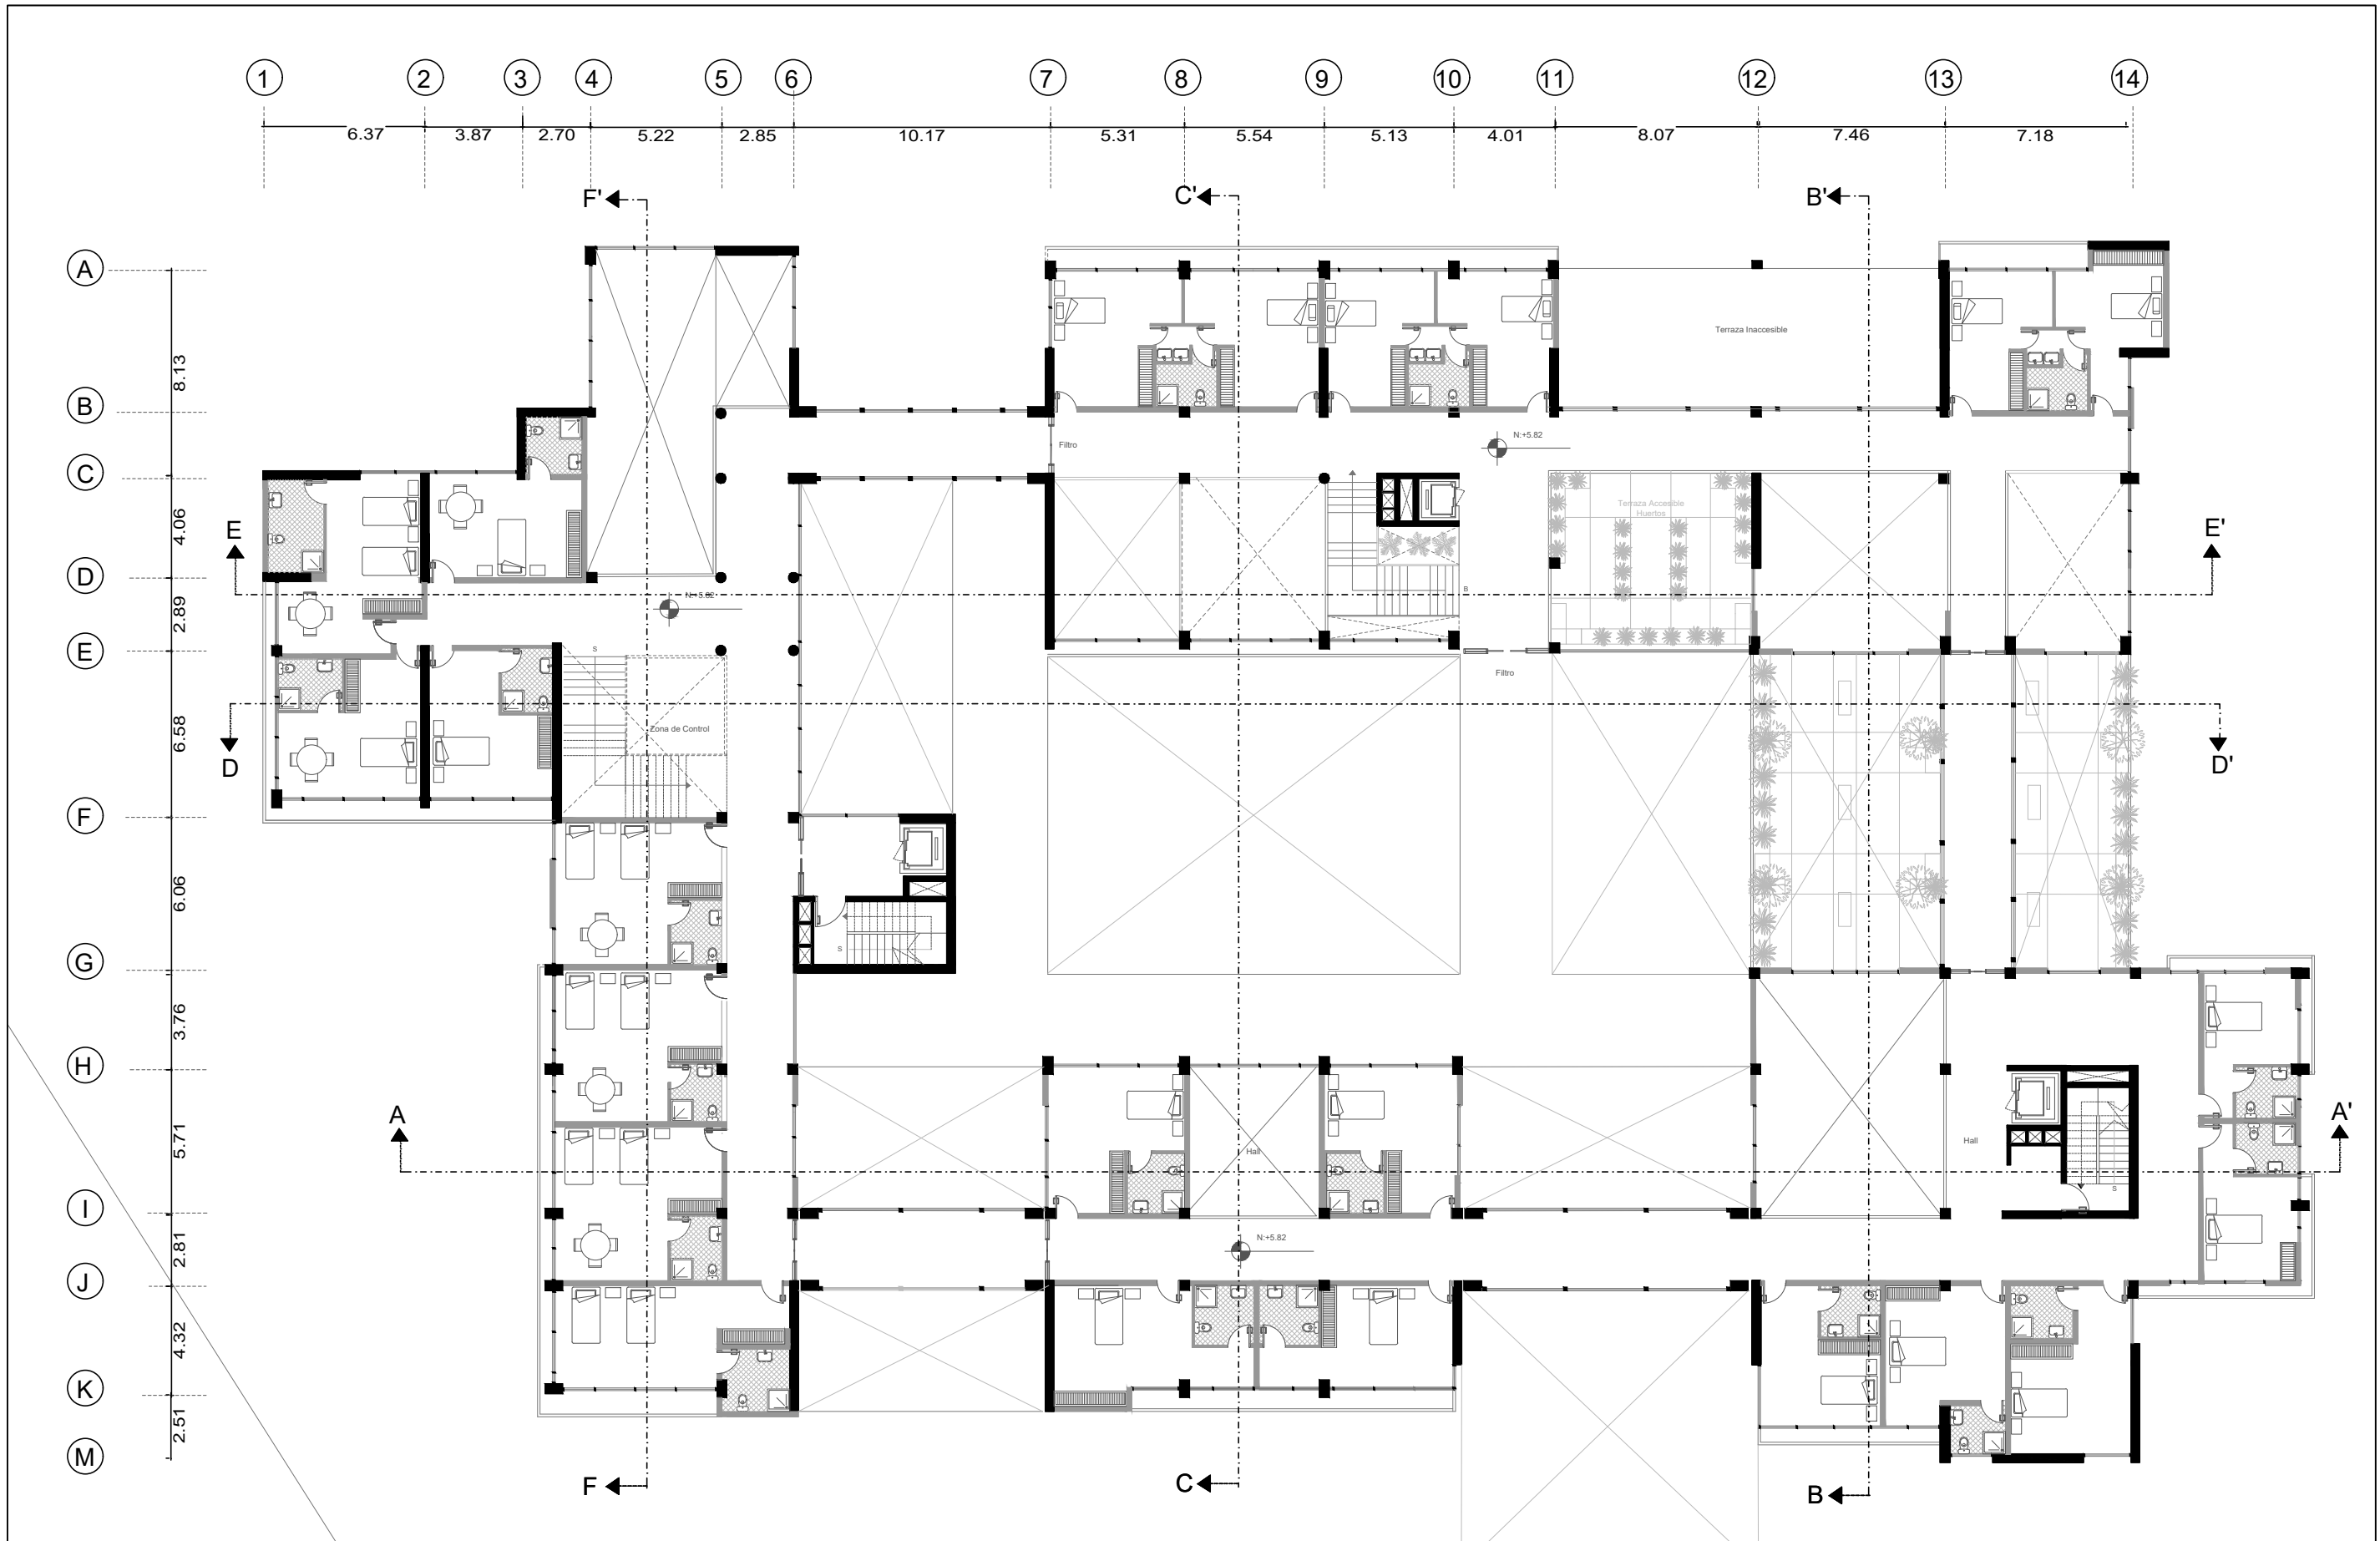 1 2 3 4 5 6 7 8 9 10 11 12 13 14
6.37 3.87 2.70 5.22 2.85 10.17 5.31 5.54 5.13 4.01 8.07 7.46 7.18
F' C' B'
A
Terraza Inaccesible
8.13
B
N:+5.82
Filtro
C
Terraza Accesible
Huertos
4.06
E E'
D
B
N:+5.82
2.89
E
S
Filtro
Zona de Control
6.58
D D'
F
6.06
S
G
3.76
H
A A'
5.71
Hall Hall
S
I
N:+5.82
2.81
J
4.32
K
2.51
M
F C B